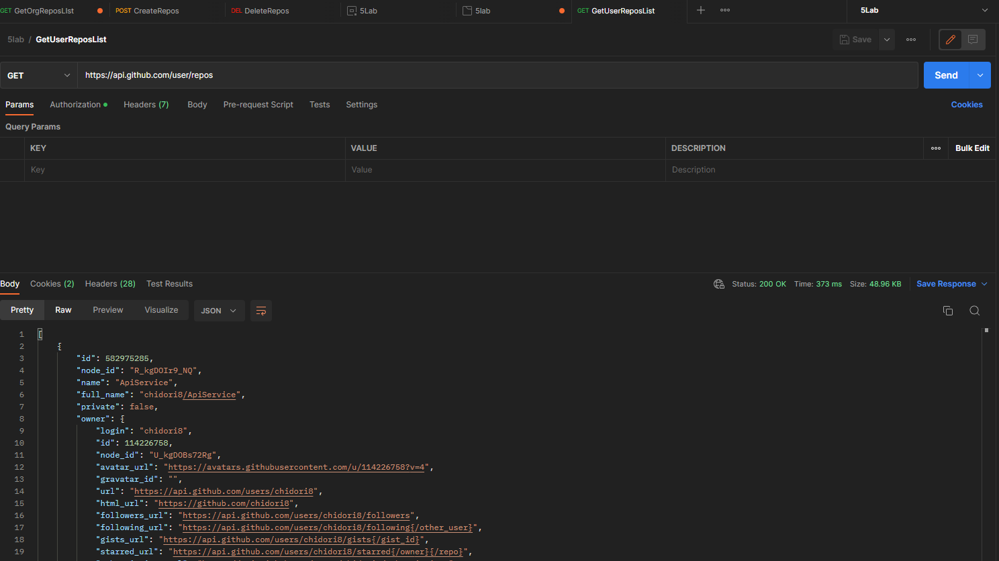 GET GetOrgReposLIst POST CreateRepos DEL DeleteRepos 5Lab 5lab GET GetUserReposList 5Lab
5lab / GetUserReposList Save
GET https://api.github.com/user/repos Send
Params Authorization Headers (7) Body Pre-request Script Tests Settings Cookies
Query Params
KEY VALUE DESCRIPTION Bulk Edit
Key Value Description
Body Cookies (2) Headers (28) Test Results Status: 200 OK Time: 373 ms Size: 48.96 KB Save Response
Pretty Raw Preview Visualize JSON
1 [
2 {
3 "id": 582975285,
4 "node_id": "R_kgDOIr9_NQ",
5 "name": "ApiService",
6 "full_name": "chidori8/ApiService",
7 "private": false,
8 "owner": {
9 "login": "chidori8",
10 "id": 114226758,
11 "node_id": "U_kgDOBs72Rg",
12 "avatar_url": "https://avatars.githubusercontent.com/u/114226758?v=4",
13 "gravatar_id": "",
14 "url": "https://api.github.com/users/chidori8",
15 "html_url": "https://github.com/chidori8",
16 "followers_url": "https://api.github.com/users/chidori8/followers",
17 "following_url": "https://api.github.com/users/chidori8/following{/other_user}",
18 "gists_url": "https://api.github.com/users/chidori8/gists{/gist_id}",
19 "starred_url": "https://api.github.com/users/chidori8/starred{/owner}{/repo}",